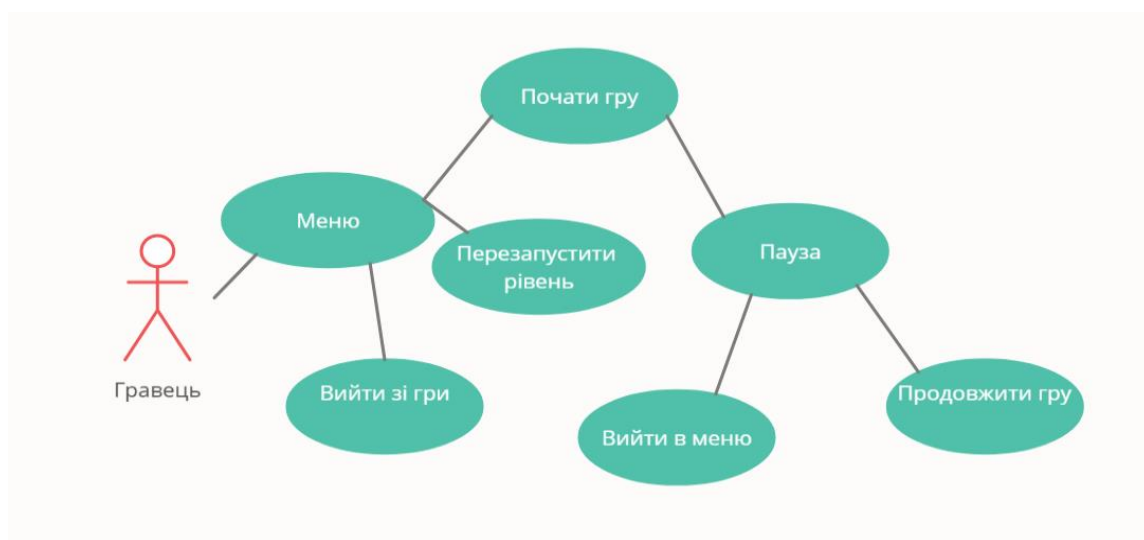 Почати гру
Меню
Перезапустити
рівень
Пауза
Гравець
Вийти зі гри
Вийти в меню
Продовжити гру